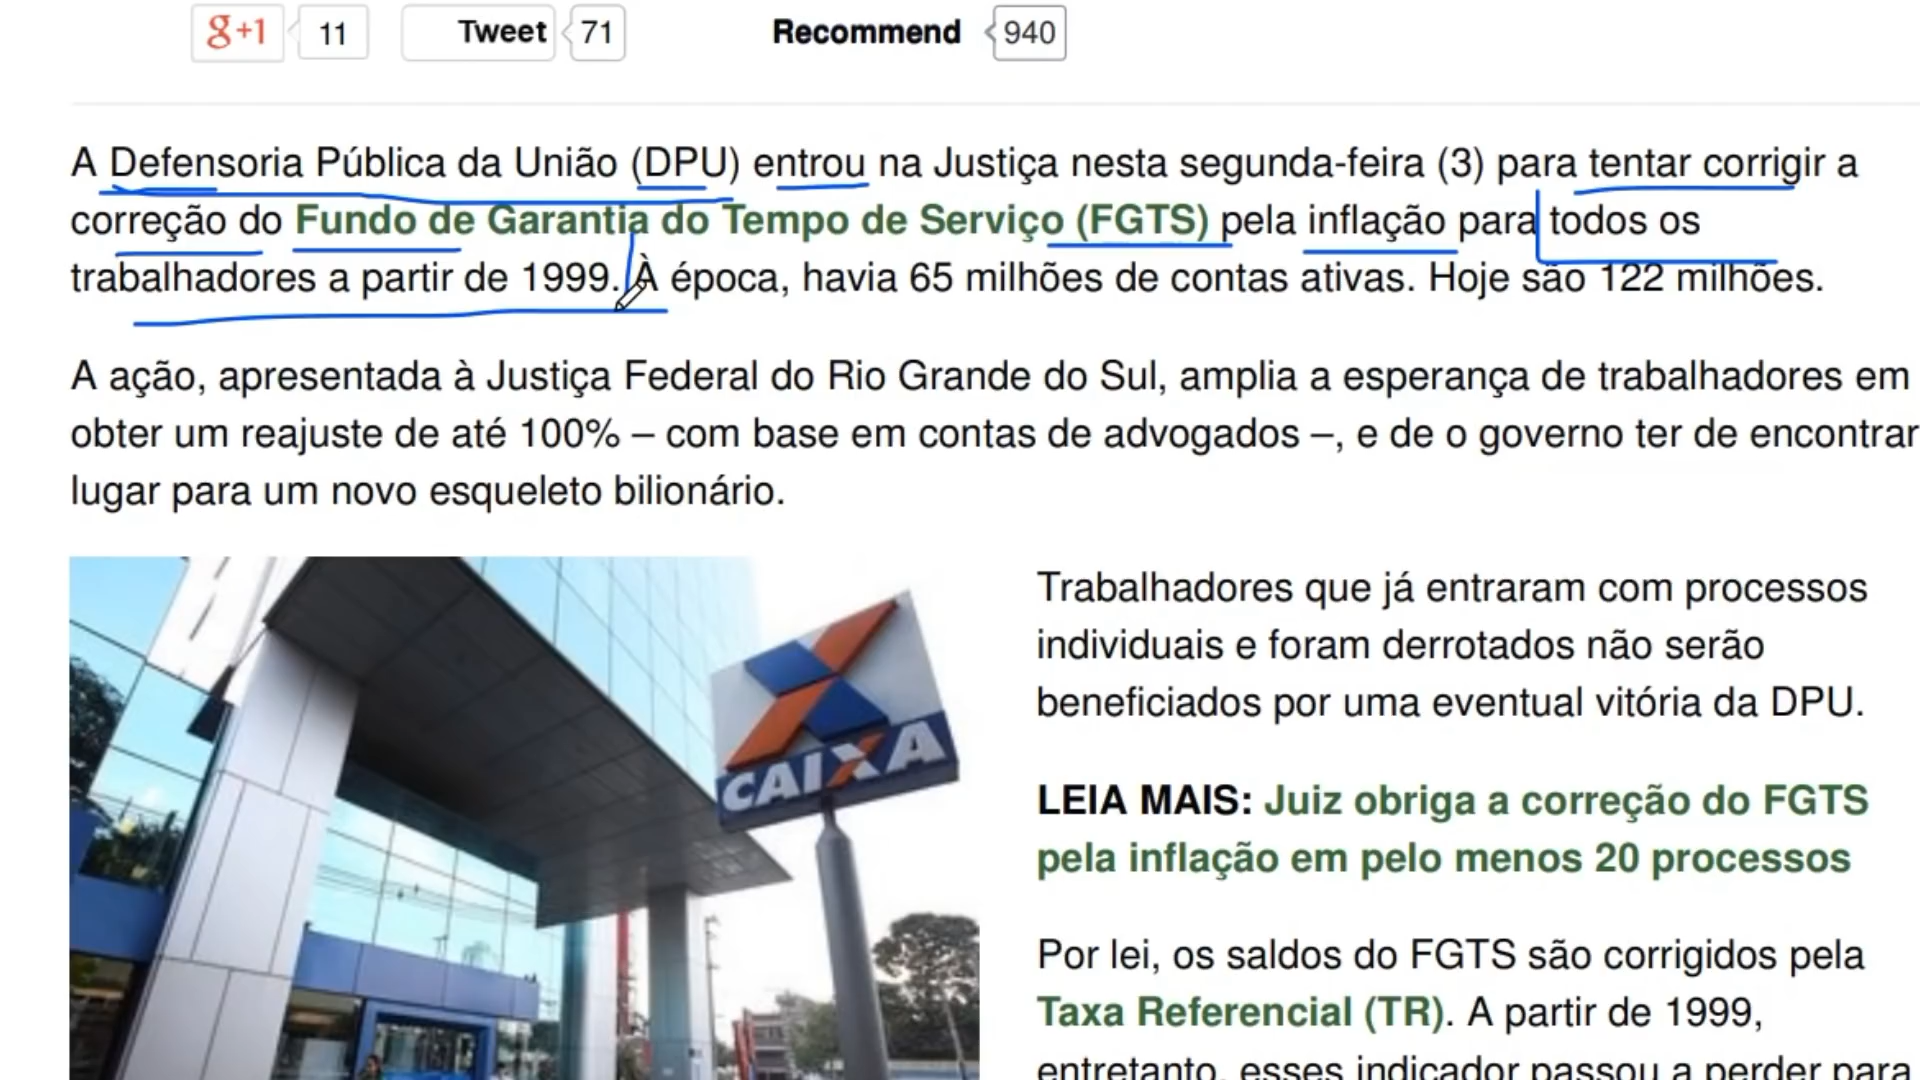 g+1 11 Tweet 71 Recommend 940
A Defensoria Pública da União (DPU) entrou na Justiça nesta segunda-feira (3) para tentar corrigir a
correção do Fundo de Garantia do Tempo de Serviço (FGTS) pela inflação para todos os
trabalhadores a partir de 1999. À época, havia 65 milhões de contas ativas. Hoje são 122 milhões.
A ação, apresentada à Justiça Federal do Rio Grande do Sul, amplia a esperança de trabalhadores em
obter um reajuste de até 100% – com base em contas de advogados –, e de o governo ter de encontrar
lugar para um novo esqueleto bilionário.
CAIXA
Trabalhadores que já entraram com processos
individuais e foram derrotados não serão
beneficiados por uma eventual vitória da DPU.
LEIA MAIS: Juiz obriga a correção do FGTS
pela inflação em pelo menos 20 processos
Por lei, os saldos do FGTS são corrigidos pela
Taxa Referencial (TR). A partir de 1999,
entretanto, esses indicador passou a perder para